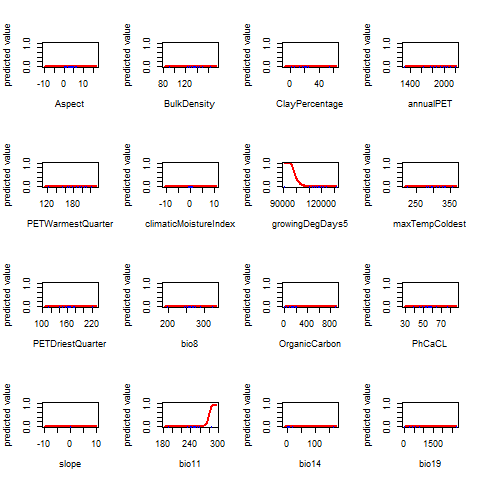 predicted value predicted value predicted value predicted value
0.0 1.0 0.0 1.0 0.0 1.0 0.0 1.0
-10 0 5 10 80 120 0 40 1400 2000
Aspect BulkDensity ClayPercentage annualPET
predicted value predicted value predicted value predicted value
0.0 1.0 0.0 1.0 0.0 1.0 0.0 1.0
120 180 -10 0 10 90000 120000 250 350
PETWarmestQuarter climaticMoistureIndex growingDegDays5 maxTempColdest
predicted value predicted value predicted value predicted value
0.0 1.0 0.0 1.0 0.0 1.0 0.0 1.0
100 160 220 200 250 300 0 400 800 30 50 70
PETDriestQuarter bio8 OrganicCarbon PhCaCL
predicted value predicted value predicted value predicted value
0.0 1.0 0.0 1.0 0.0 1.0 0.0 1.0
-10 0 10 180 300 0 100 0 1500
slope bio11 bio14 bio19